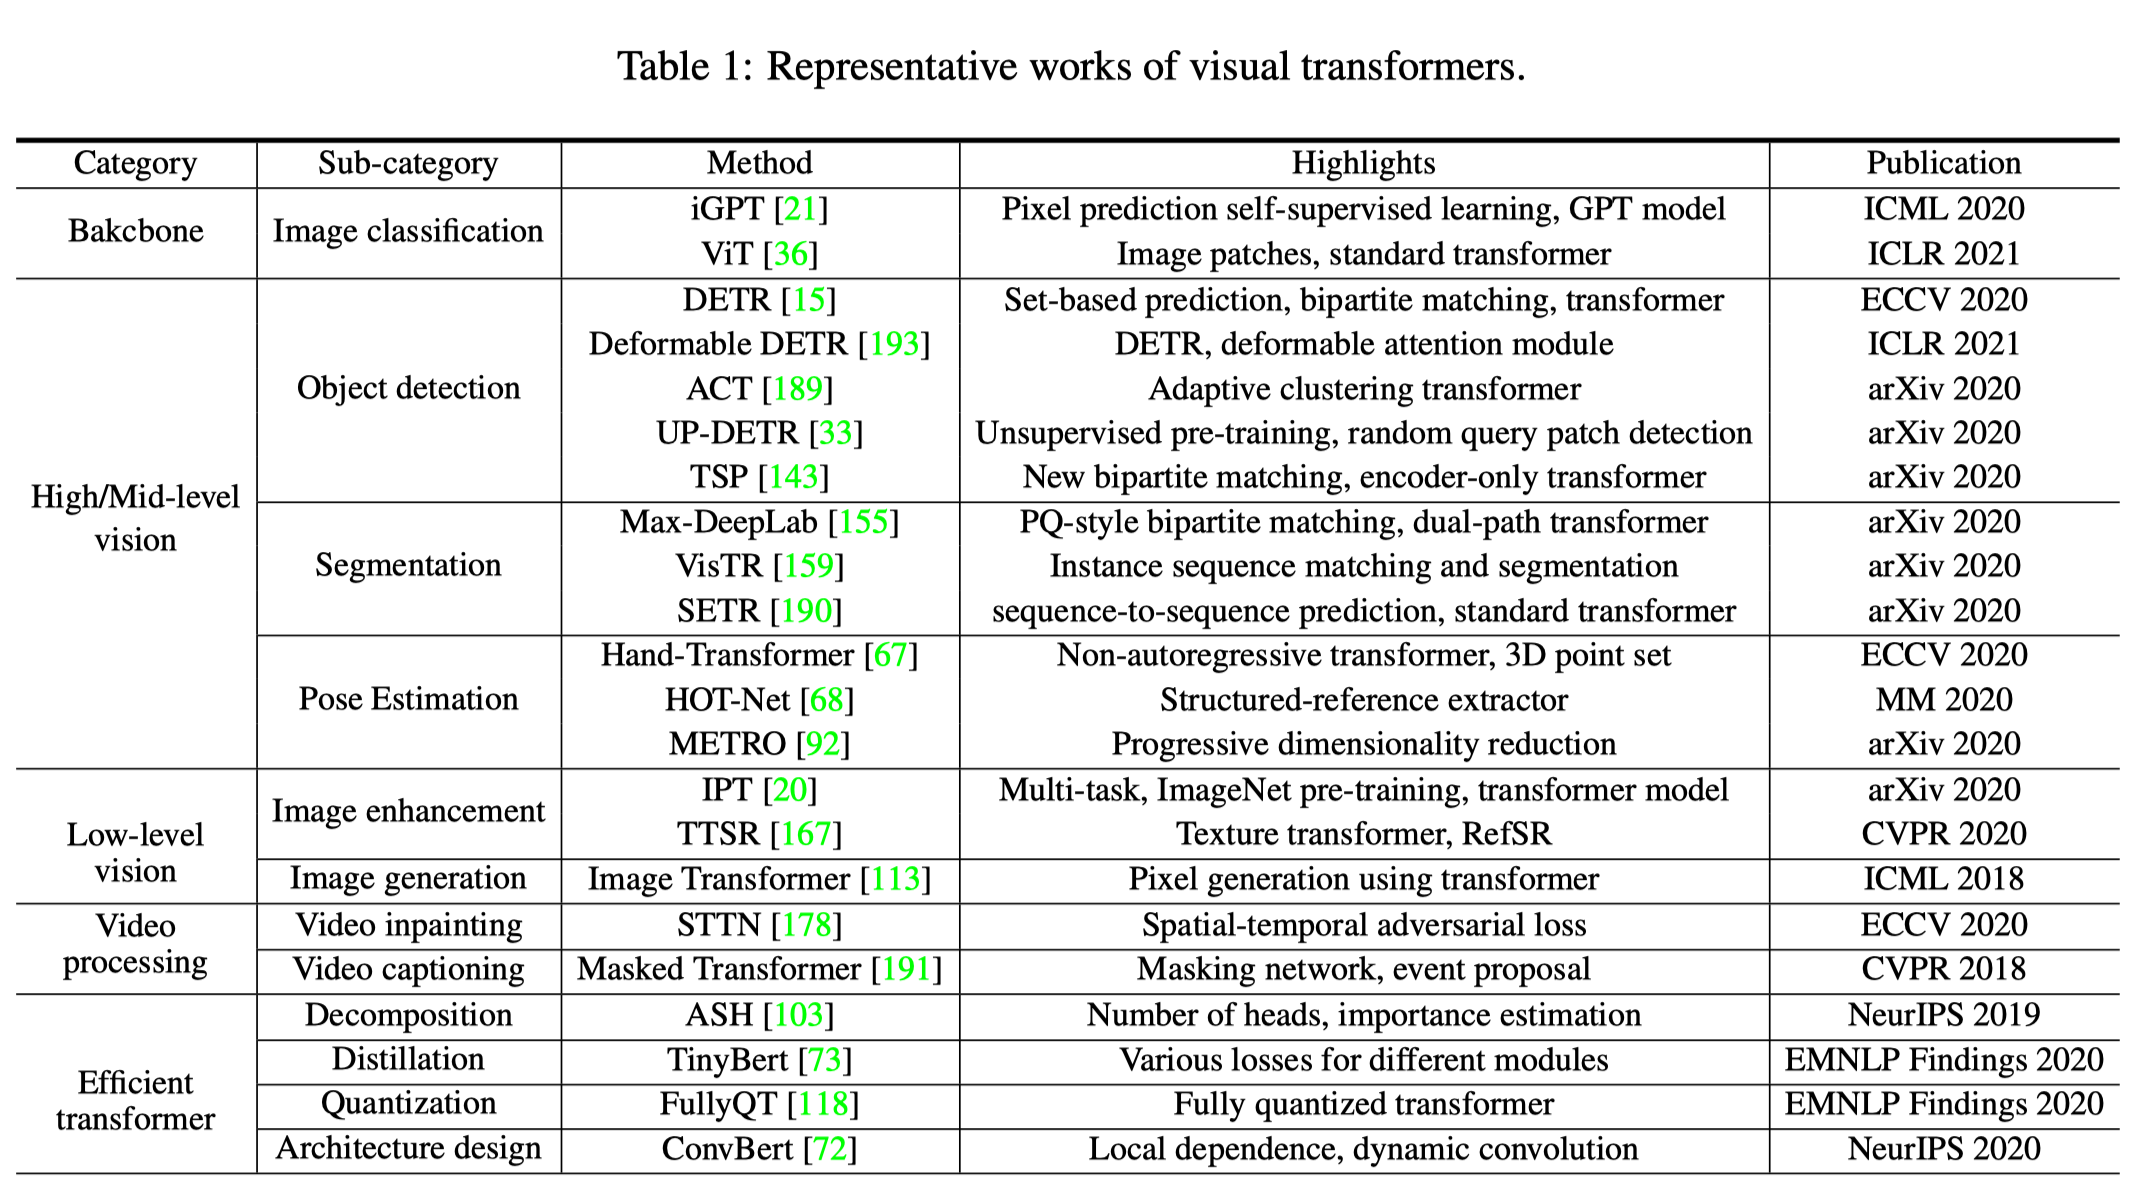 Table 1: Representative works of visual transformers.
Category Sub-category Method Highlights Publication
Bakcbone Image classification iGPT [21] Pixel prediction self-supervised learning, GPT model ICML 2020
ViT [36] Image patches, standard transformer ICLR 2021
High/Mid-level vision Object detection DETR [15] Set-based prediction, bipartite matching, transformer ECCV 2020
Deformable DETR [193] DETR, deformable attention module ICLR 2021
ACT [189] Adaptive clustering transformer arXiv 2020
UP-DETR [33] Unsupervised pre-training, random query patch detection arXiv 2020
TSP [143] New bipartite matching, encoder-only transformer arXiv 2020
Segmentation Max-DeepLab [155] PQ-style bipartite matching, dual-path transformer arXiv 2020
VisTR [159] Instance sequence matching and segmentation arXiv 2020
SETR [190] sequence-to-sequence prediction, standard transformer arXiv 2020
Pose Estimation Hand-Transformer [67] Non-autoregressive transformer, 3D point set ECCV 2020
HOT-Net [68] Structured-reference extractor MM 2020
METRO [92] Progressive dimensionality reduction arXiv 2020
Low-level vision Image enhancement IPT [20] Multi-task, ImageNet pre-training, transformer model arXiv 2020
TTSR [167] Texture transformer, RefSR CVPR 2020
Image generation Image Transformer [113] Pixel generation using transformer ICML 2018
Video processing Video inpainting STTN [178] Spatial-temporal adversarial loss ECCV 2020
Video captioning Masked Transformer [191] Masking network, event proposal CVPR 2018
Efficient transformer Decomposition ASH [103] Number of heads, importance estimation NeurIPS 2019
Distillation TinyBert [73] Various losses for different modules EMNLP Findings 2020
Quantization FullyQT [118] Fully quantized transformer EMNLP Findings 2020
Architecture design ConvBert [72] Local dependence, dynamic convolution NeurIPS 2020